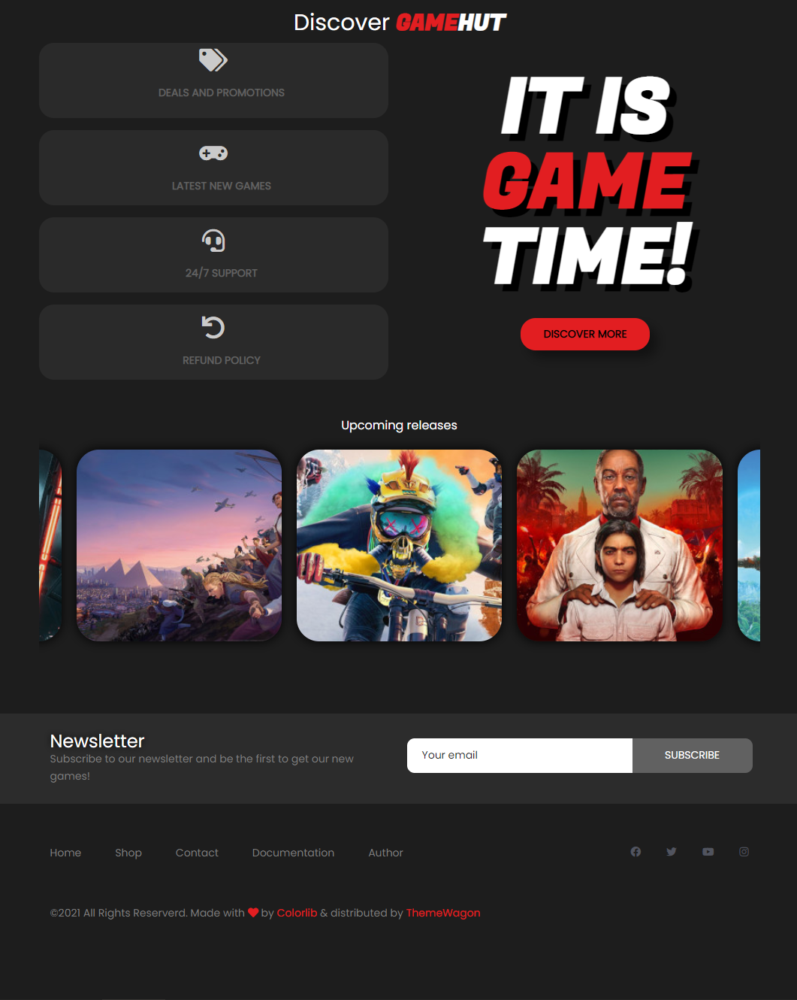 Discover GAMEHUT
DEALS AND PROMOTIONS
LATEST NEW GAMES
24/7 SUPPORT
REFUND POLICY
IT IS
GAME
TIME!
DISCOVER MORE
Upcoming releases
Newsletter
Subscribe to our newsletter and be the first to get our new
games!
Your email
SUBSCRIBE
Home Shop Contact Documentation Author
©2021 All Rights Reserverd. Made with by Colorlib & distributed by ThemeWagon